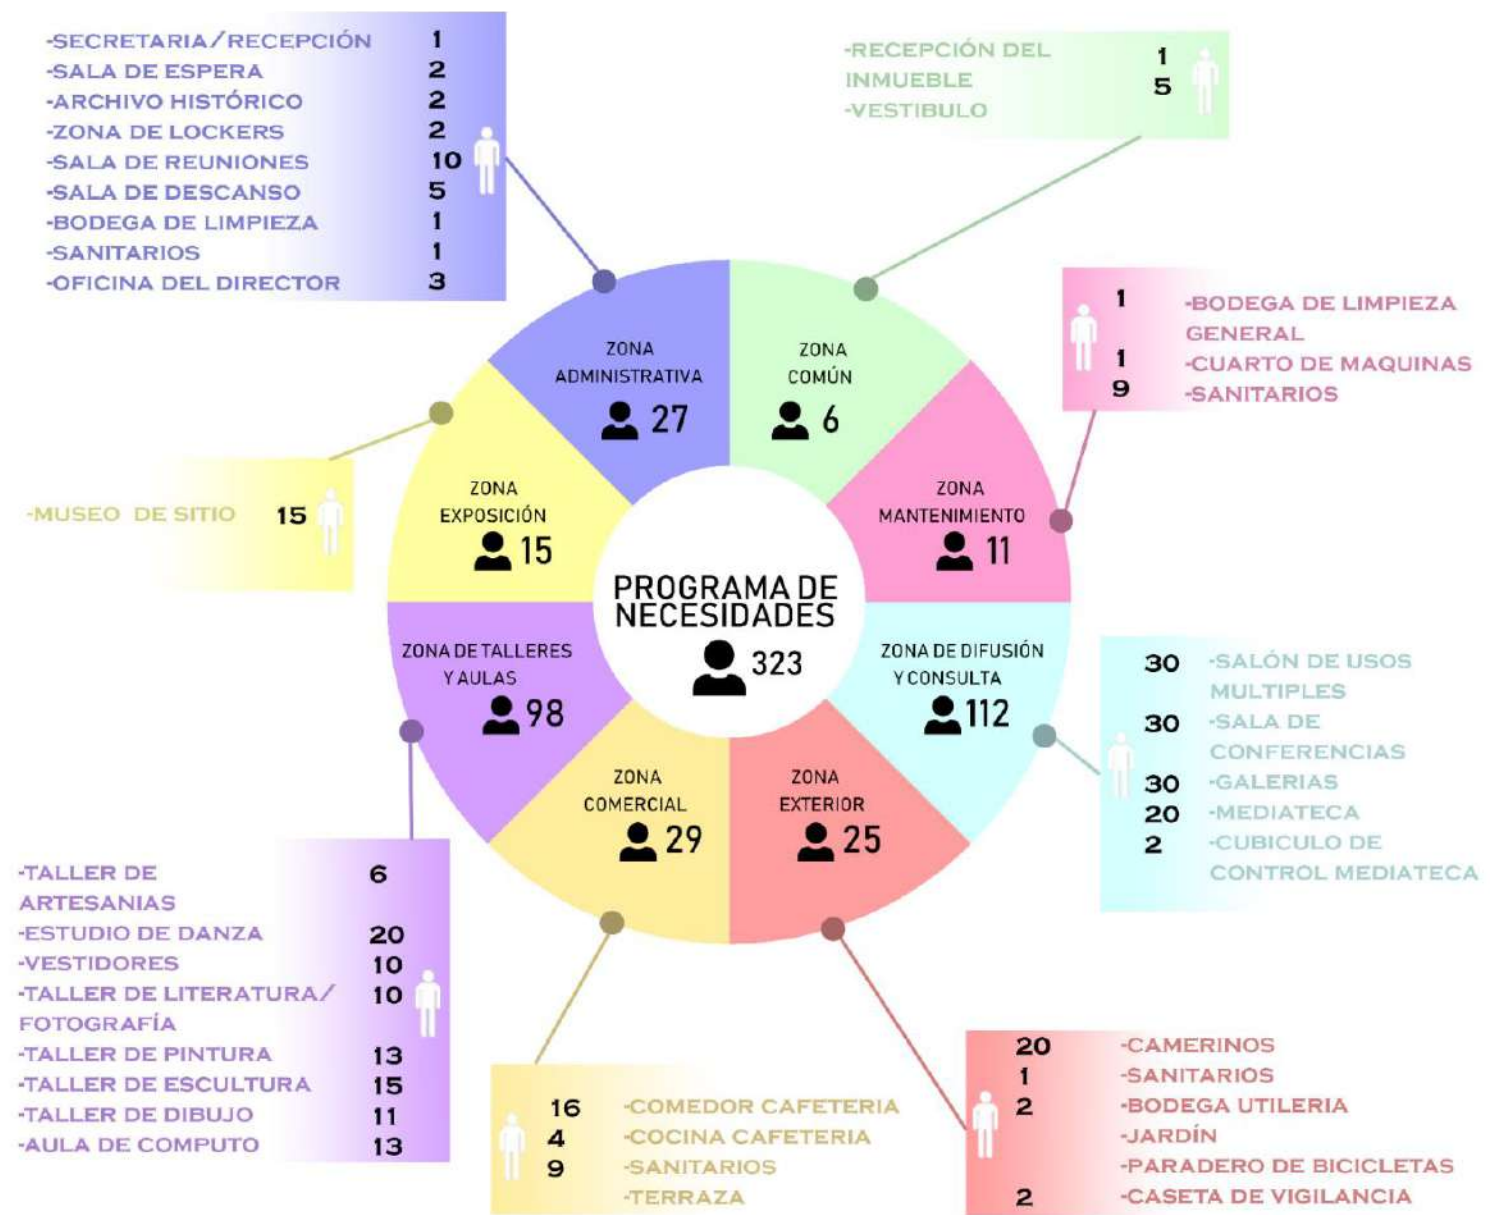 -SECRETARIA/RECEPCIÓN 1
-SALA DE ESPERA 2
-ARCHIVO HISTÓRICO 2
-ZONA DE LOCKERS 2
-SALA DE REUNIONES 10
-SALA DE DESCANSO 5
-BODEGA DE LIMPIEZA 1
-SANITARIOS 1
-OFICINA DEL DIRECTOR 3
-RECEPCIÓN DEL 1
INMUEBLE 5
-VESTIBULO
1 -BODEGA DE LIMPIEZA
GENERAL
1 -CUARTO DE MAQUINAS
9 -SANITARIOS
ZONA
ADMINISTRATIVA
27
ZONA
COMÚN
6
-MUSEO DE SITIO 15
ZONA
EXPOSICIÓN
15
ZONA
MANTENIMIENTO
11
PROGRAMA DE
NECESIDADES
323
ZONA DE TALLERES
Y AULAS
98
ZONA DE DIFUSIÓN
Y CONSULTA
112
ZONA
COMERCIAL
29
ZONA
EXTERIOR
25
30 -SALÓN DE USOS
MULTIPLES
30 -SALA DE
CONFERENCIAS
30 -GALERIAS
20 -MEDIATECA
2 -CUBICULO DE
CONTROL MEDIATECA
-TALLER DE 6
ARTESANIAS
-ESTUDIO DE DANZA 20
-VESTIDORES 10
-TALLER DE LITERATURA/ 10
FOTOGRAFÍA
-TALLER DE PINTURA 13
-TALLER DE ESCULTURA 15
-TALLER DE DIBUJO 11
-AULA DE COMPUTO 13
16 -COMEDOR CAFETERIA
4 -COCINA CAFETERIA
9 -SANITARIOS
-TERRAZA
20 -CAMERINOS
1 -SANITARIOS
2 -BODEGA UTILERIA
-JARDÍN
-PARADERO DE BICICLETAS
2 -CASETA DE VIGILANCIA